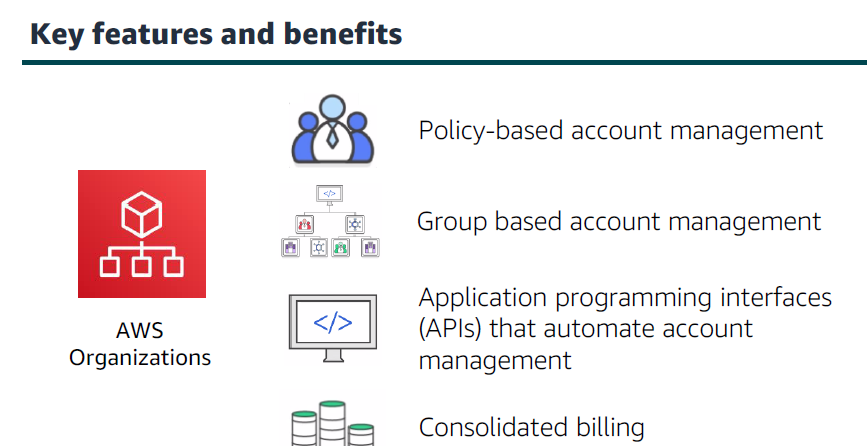 Key features and benefits
Policy-based account management
</>
Group based account management
Application programming interfaces
(APIs) that automate account
management
</>
AWS
Organizations
Consolidated billing